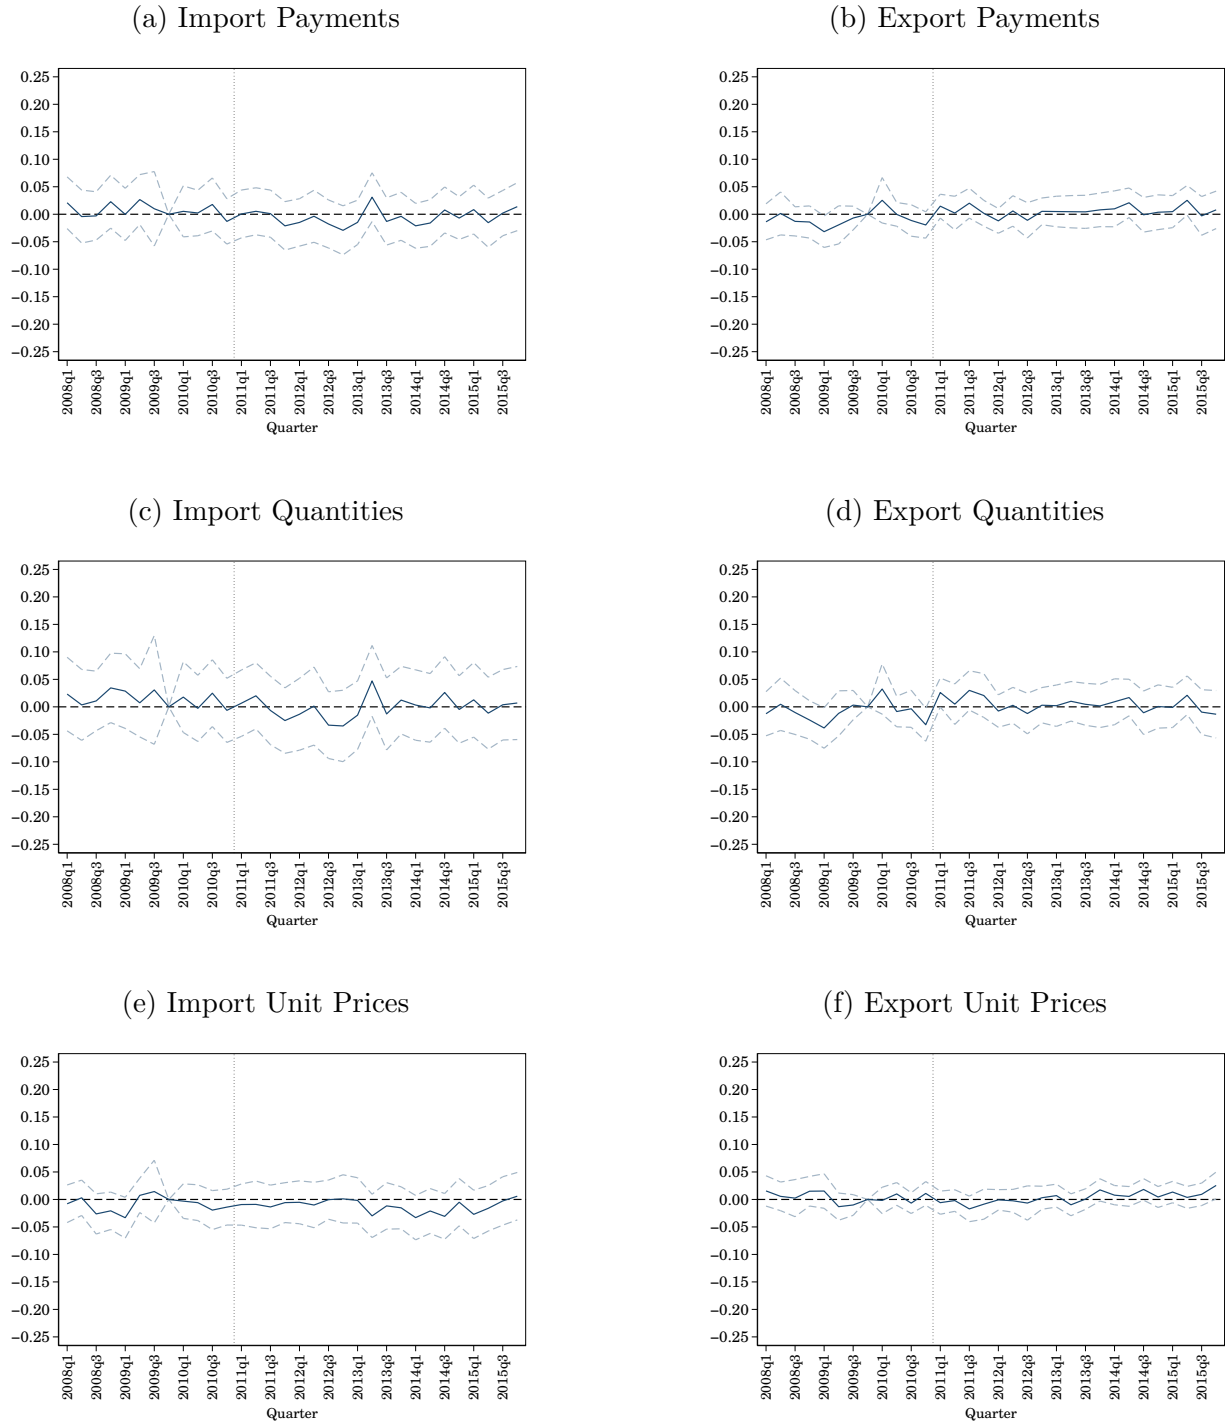 (a) Import Payments
(b) Export Payments
0.25
0.20
0.15
0.10
0.05
0.00
−0.05
−0.10
−0.15
−0.20
−0.25
2008q1
2008q3
2009q1
2009q3
2010q1
2010q3
2011q1
2011q3
2012q1
2012q3
2013q1
2013q3
2014q1
2014q3
2015q1
2015q3
Quarter
0.25
0.20
0.15
0.10
0.05
0.00
−0.05
−0.10
−0.15
−0.20
−0.25
2008q1
2008q3
2009q1
2009q3
2010q1
2010q3
2011q1
2011q3
2012q1
2012q3
2013q1
2013q3
2014q1
2014q3
2015q1
2015q3
Quarter
(c) Import Quantities
(d) Export Quantities
0.25
0.20
0.15
0.10
0.05
0.00
−0.05
−0.10
−0.15
−0.20
−0.25
2008q1
2008q3
2009q1
2009q3
2010q1
2010q3
2011q1
2011q3
2012q1
2012q3
2013q1
2013q3
2014q1
2014q3
2015q1
2015q3
Quarter
0.25
0.20
0.15
0.10
0.05
0.00
−0.05
−0.10
−0.15
−0.20
−0.25
2008q1
2008q3
2009q1
2009q3
2010q1
2010q3
2011q1
2011q3
2012q1
2012q3
2013q1
2013q3
2014q1
2014q3
2015q1
2015q3
Quarter
(e) Import Unit Prices
(f) Export Unit Prices
0.25
0.20
0.15
0.10
0.05
0.00
−0.05
−0.10
−0.15
−0.20
−0.25
2008q1
2008q3
2009q1
2009q3
2010q1
2010q3
2011q1
2011q3
2012q1
2012q3
2013q1
2013q3
2014q1
2014q3
2015q1
2015q3
Quarter
0.25
0.20
0.15
0.10
0.05
0.00
−0.05
−0.10
−0.15
−0.20
−0.25
2008q1
2008q3
2009q1
2009q3
2010q1
2010q3
2011q1
2011q3
2012q1
2012q3
2013q1
2013q3
2014q1
2014q3
2015q1
2015q3
Quarter